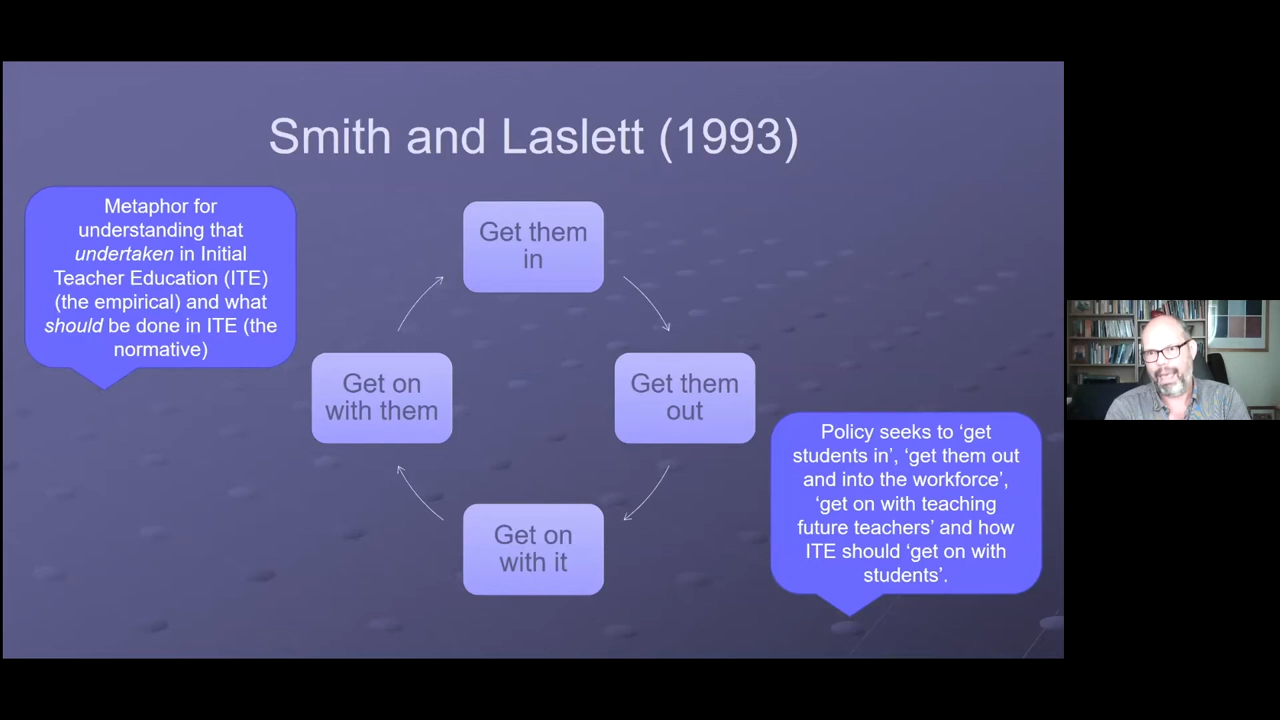 Smith and Laslett (1993)
Metaphor for
understanding that
undertaken in Initial
Teacher Education (ITE)
(the empirical) and what
should be done in ITE (the
normative)
Get them
in
Get them
out
Get on
with it
Get on
with them
Policy seeks to ‘get
students in’, ‘get them out
and into the workforce’,
‘get on with teaching
future teachers’ and how
ITE should ‘get on with
students’.